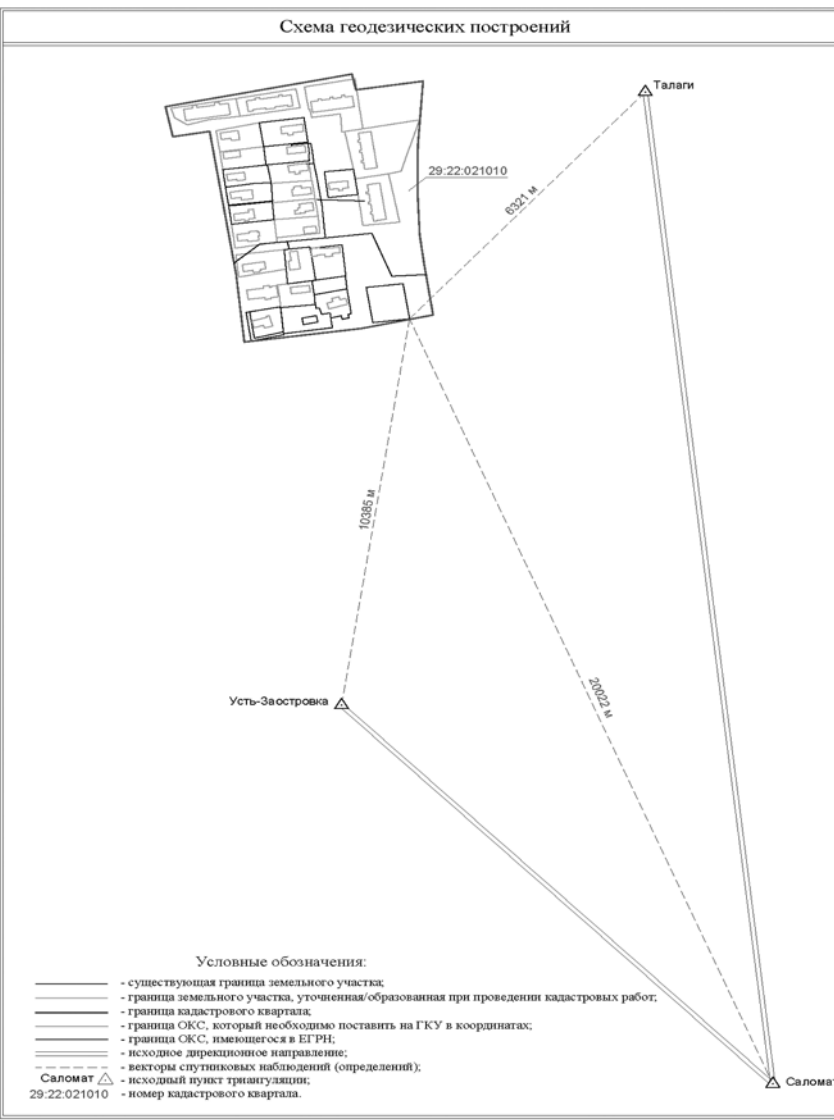 Схема геодезических построений
Талаги
29:22:021010
6321 м
10385 м
20022 м
Усть-Заостровка
Условные обозначения:
- существующая граница земельного участка;
- граница земельного участка, уточненная/образованная при проведении кадастровых работ;
- граница кадастрового квартала;
- граница ОКС, который необходимо поставить на ГКУ в координатах;
- граница ОКС, имеющегося в ЕГРН;
- исходное дирекционное направление;
- векторы спутниковых наблюдений (определений);
Саломат - исходный пункт триангуляции;
29:22:021010 - номер кадастрового квартала.
Саломат